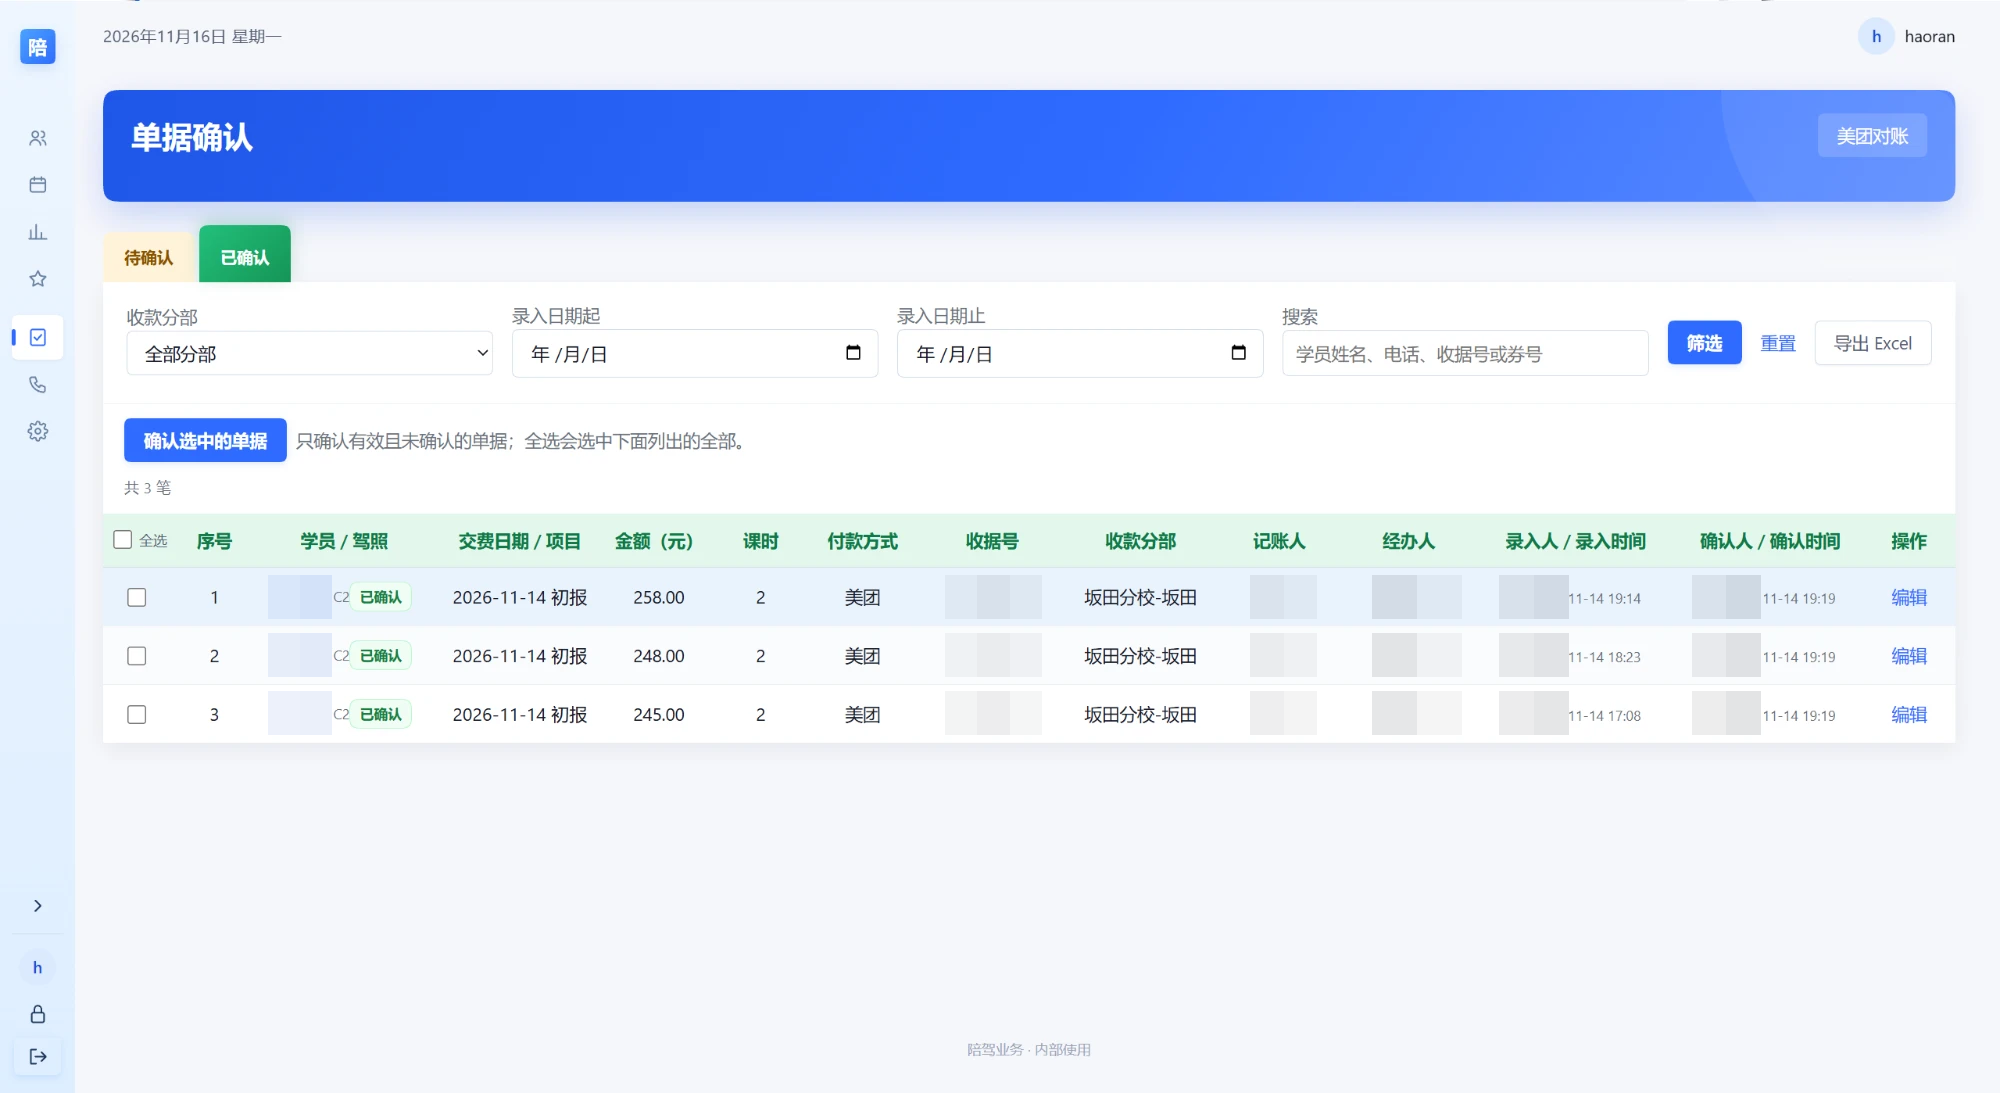 陪
2026年11月16日 星期一
h haoran
单据确认
美团对账
待确认 已确认
收款分部 录入日期起 录入日期止 搜索
全部分部 年 /月/日 年 /月/日 学员姓名、电话、收据号或券号 筛选 重置 导出 Excel
确认选中的单据 只确认有效且未确认的单据；全选会选中下面列出的全部。
共 3 笔
全选 序号 学员 / 驾照 交费日期 / 项目 金额（元） 课时 付款方式 收据号 收款分部 记账人 经办人 录入人 / 录入时间 确认人 / 确认时间 操作
1 C2 已确认 2026-11-14 初报 258.00 2 美团 坂田分校-坂田 11-14 19:14 11-14 19:19 编辑
2 C2 已确认 2026-11-14 初报 248.00 2 美团 坂田分校-坂田 11-14 18:23 11-14 19:19 编辑
3 C2 已确认 2026-11-14 初报 245.00 2 美团 坂田分校-坂田 11-14 17:08 11-14 19:19 编辑
h
陪驾业务 · 内部使用